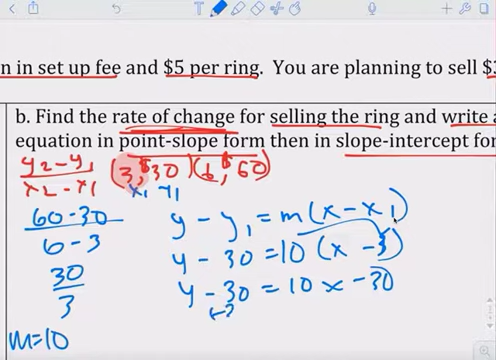 n in set up fee and $5 per ring. You are planning to sell $
b. Find the rate of change for selling the ring and write a
equation in point-slope form then in slope-intercept for
y₂-y₁ (3, $30) (6, $60)
x₂-x₁ x₁ y₁
60-30 y - y₁ = m(x - x₁)
6-3 y - 30 = 10 (x - 3)
30 y - 30 = 10x - 30
3
m=10